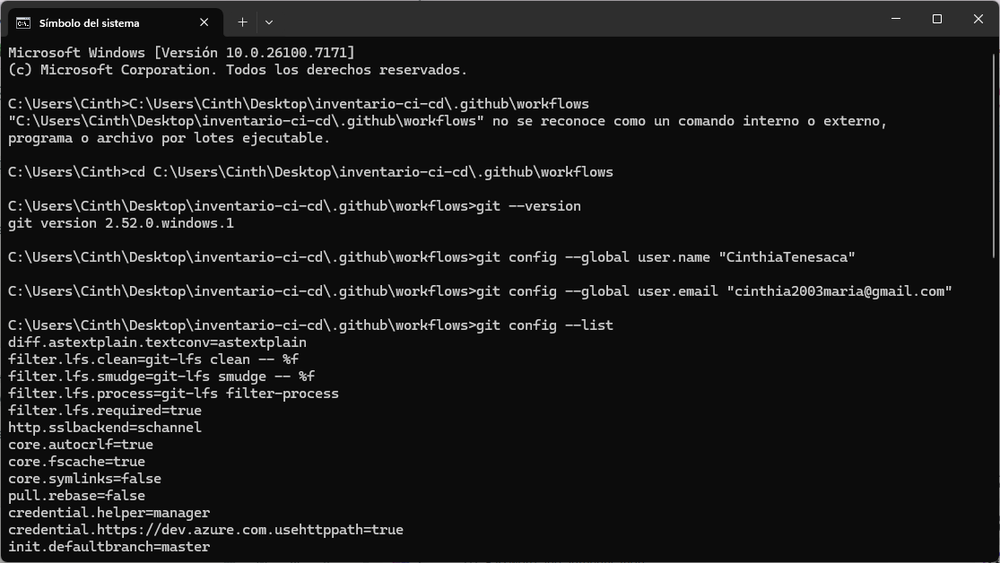 Símbolo del sistema
Microsoft Windows [Versión 10.0.26100.7171]
(c) Microsoft Corporation. Todos los derechos reservados.
C:\Users\Cinth>C:\Users\Cinth\Desktop\inventario-ci-cd\.github\workflows
"C:\Users\Cinth\Desktop\inventario-ci-cd\.github\workflows" no se reconoce como un comando interno o externo,
programa o archivo por lotes ejecutable.
C:\Users\Cinth>cd C:\Users\Cinth\Desktop\inventario-ci-cd\.github\workflows
C:\Users\Cinth\Desktop\inventario-ci-cd\.github\workflows>git --version
git version 2.52.0.windows.1
C:\Users\Cinth\Desktop\inventario-ci-cd\.github\workflows>git config --global user.name "CinthiaTenesaca"
C:\Users\Cinth\Desktop\inventario-ci-cd\.github\workflows>git config --global user.email "cinthia2003maria@gmail.com"
C:\Users\Cinth\Desktop\inventario-ci-cd\.github\workflows>git config --list
diff.astextplain.textconv=astextplain
filter.lfs.clean=git-lfs clean -- %f
filter.lfs.smudge=git-lfs smudge -- %f
filter.lfs.process=git-lfs filter-process
filter.lfs.required=true
http.sslbackend=schannel
core.autocrlf=true
core.fscache=true
core.symlinks=false
pull.rebase=false
credential.helper=manager
credential.https://dev.azure.com.usehttppath=true
init.defaultbranch=master